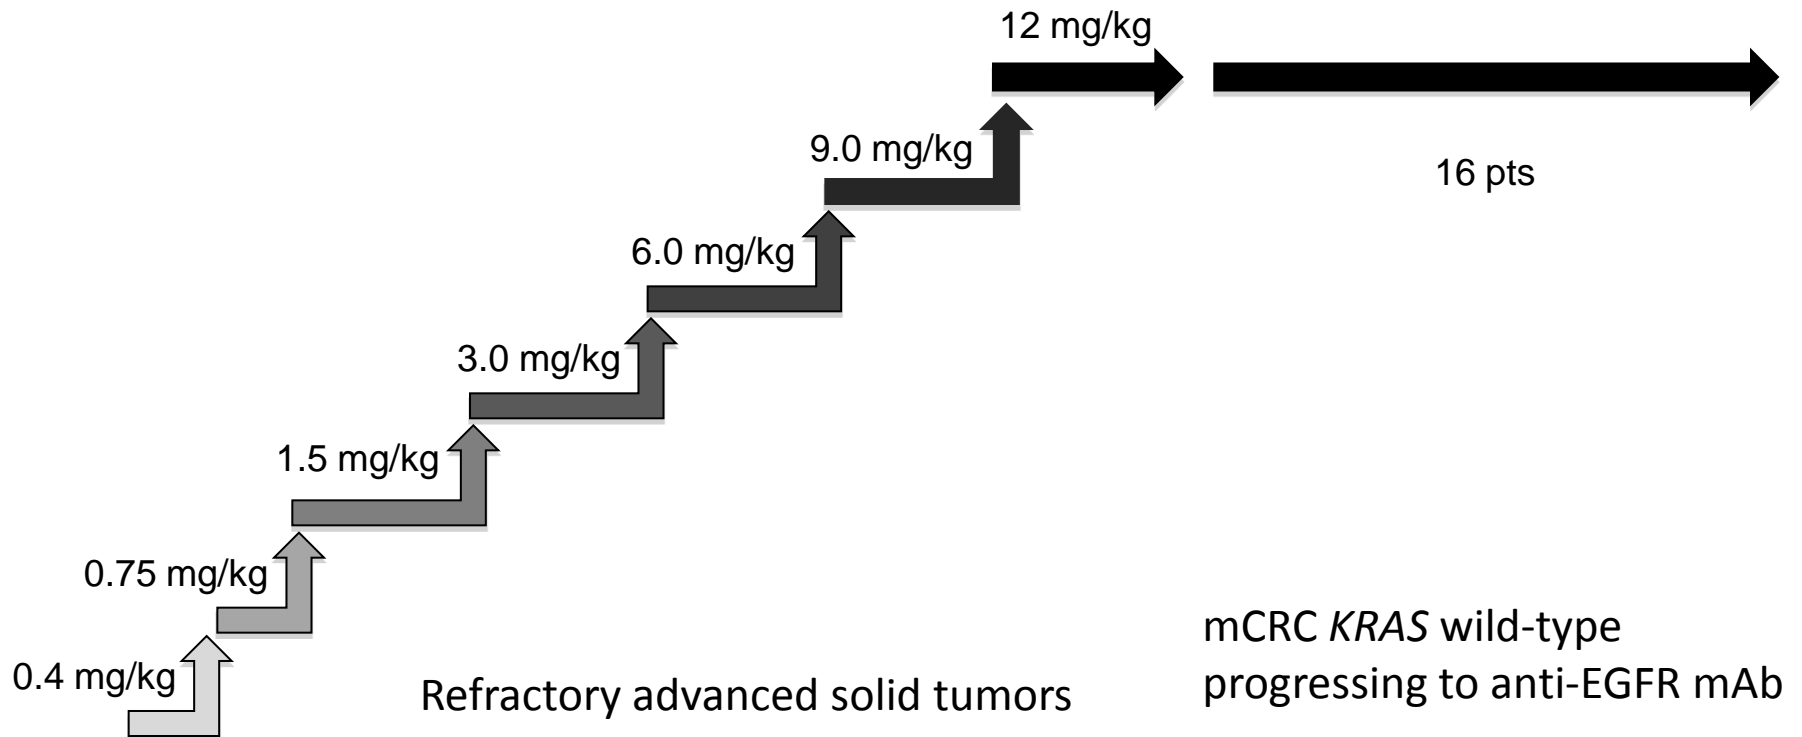 12 mg/kg
9.0 mg/kg
16 pts
6.0 mg/kg
3.0 mg/kg
1.5 mg/kg
0.75 mg/kg
0.4 mg/kg
Refractory advanced solid tumors
mCRC KRAS wild-type
progressing to anti-EGFR mAb